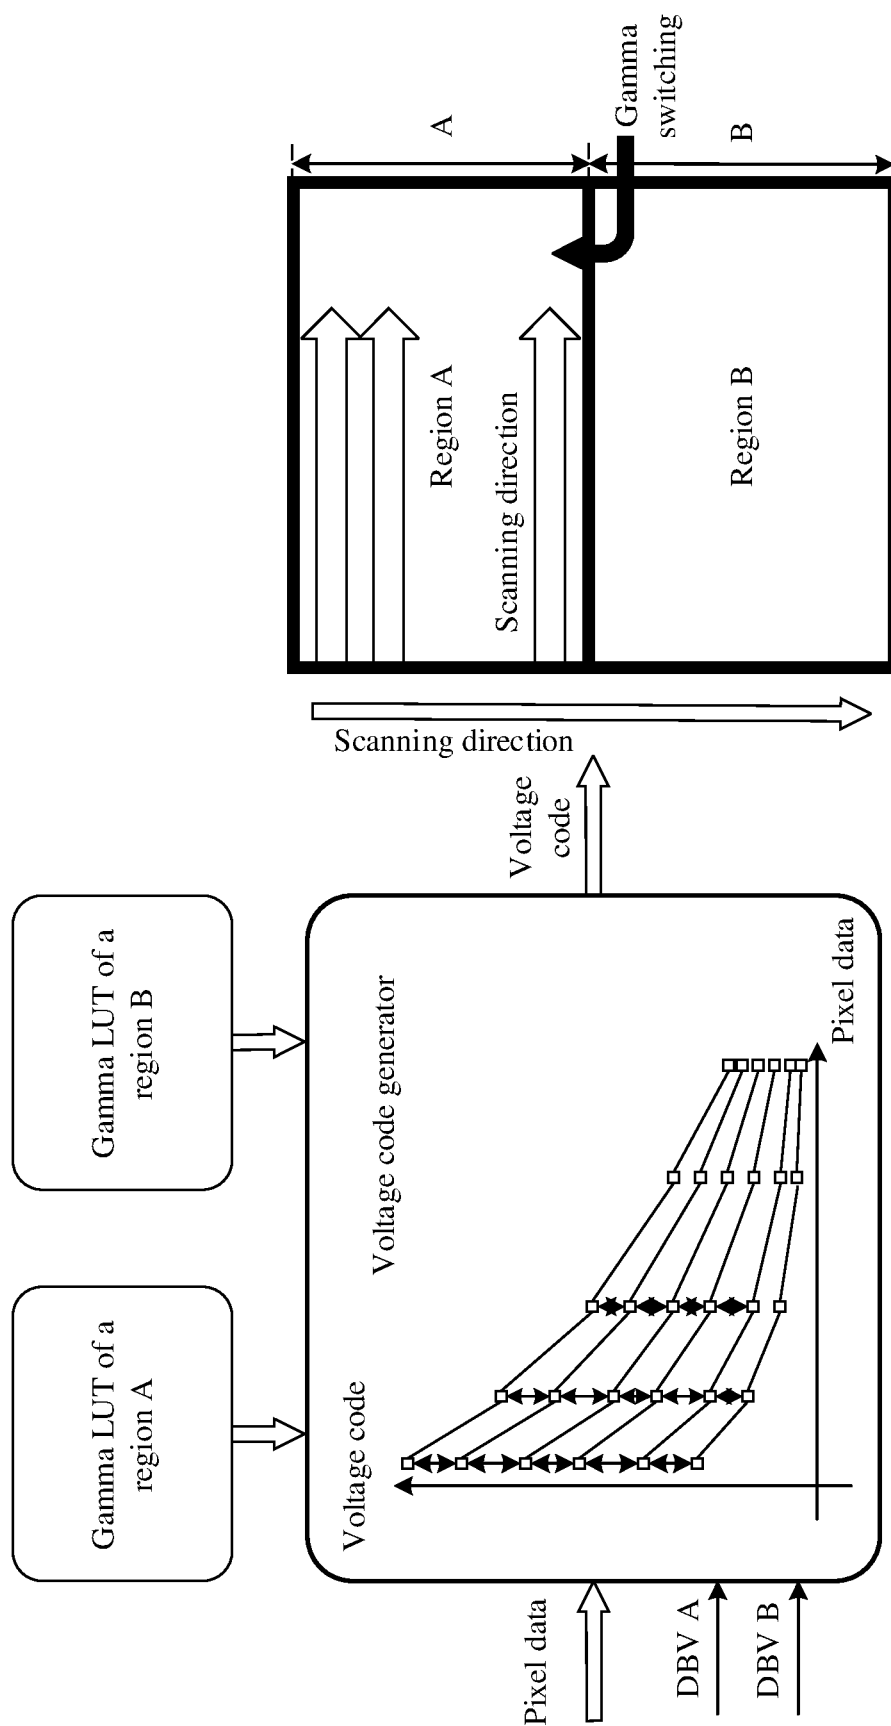 Gamma LUT of a
region A
Gamma LUT of a
region B
Voltage code
Voltage code generator
Pixel data
Pixel data
DBV A
DBV B
Voltage
code
Scanning direction
Region A
Scanning direction
Region B
A
B
Gamma
switching